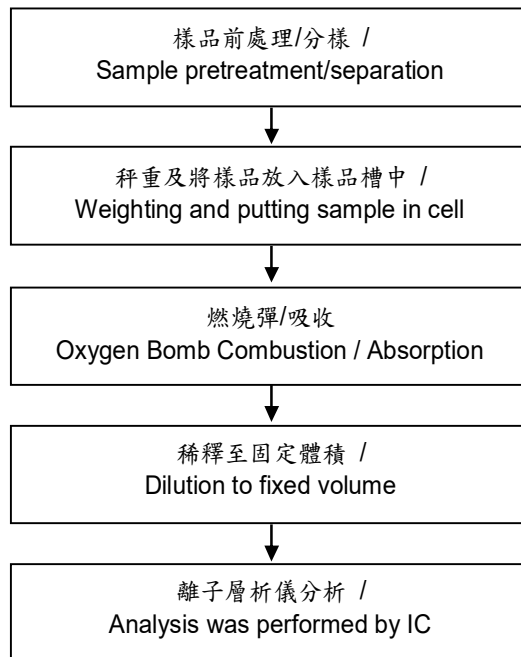 樣品前處理/分樣 /
Sample pretreatment/separation
秤重及將樣品放入樣品槽中 /
Weighting and putting sample in cell
燃燒彈/吸收
Oxygen Bomb Combustion / Absorption
稀釋至固定體積 /
Dilution to fixed volume
離子層析儀分析 /
Analysis was performed by IC